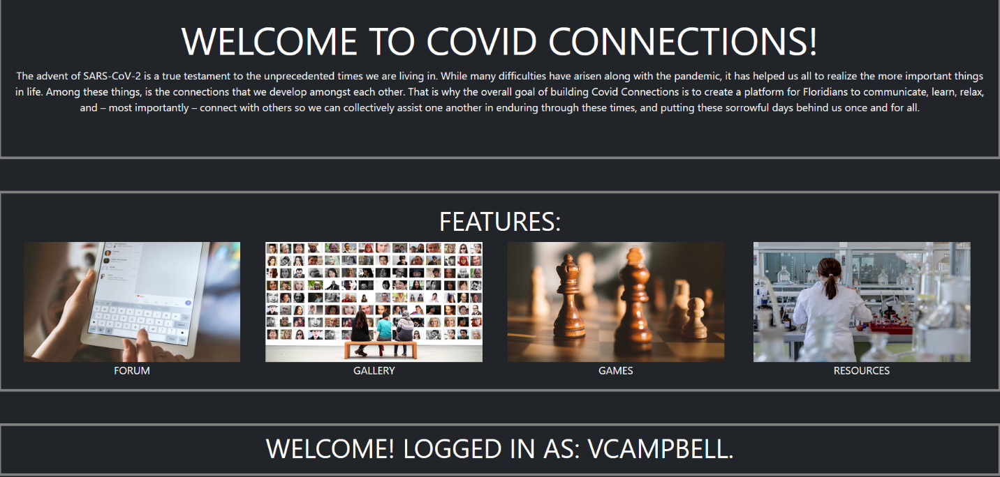 WELCOME TO COVID CONNECTIONS!
The advent of SARS-CoV-2 is a true testament to the unprecedented times we are living in. While many difficulties have arisen along with the pandemic, it has helped us all to realize the more important things
in life. Among these things, is the connections that we develop amongst each other. That is why the overall goal of building Covid Connections is to create a platform for Floridians to communicate, learn, relax,
and – most importantly – connect with others so we can collectively assist one another in enduring through these times, and putting these sorrowful days behind us once and for all.
FEATURES:
FORUM
GALLERY
GAMES
RESOURCES
WELCOME! LOGGED IN AS: VCAMPBELL.